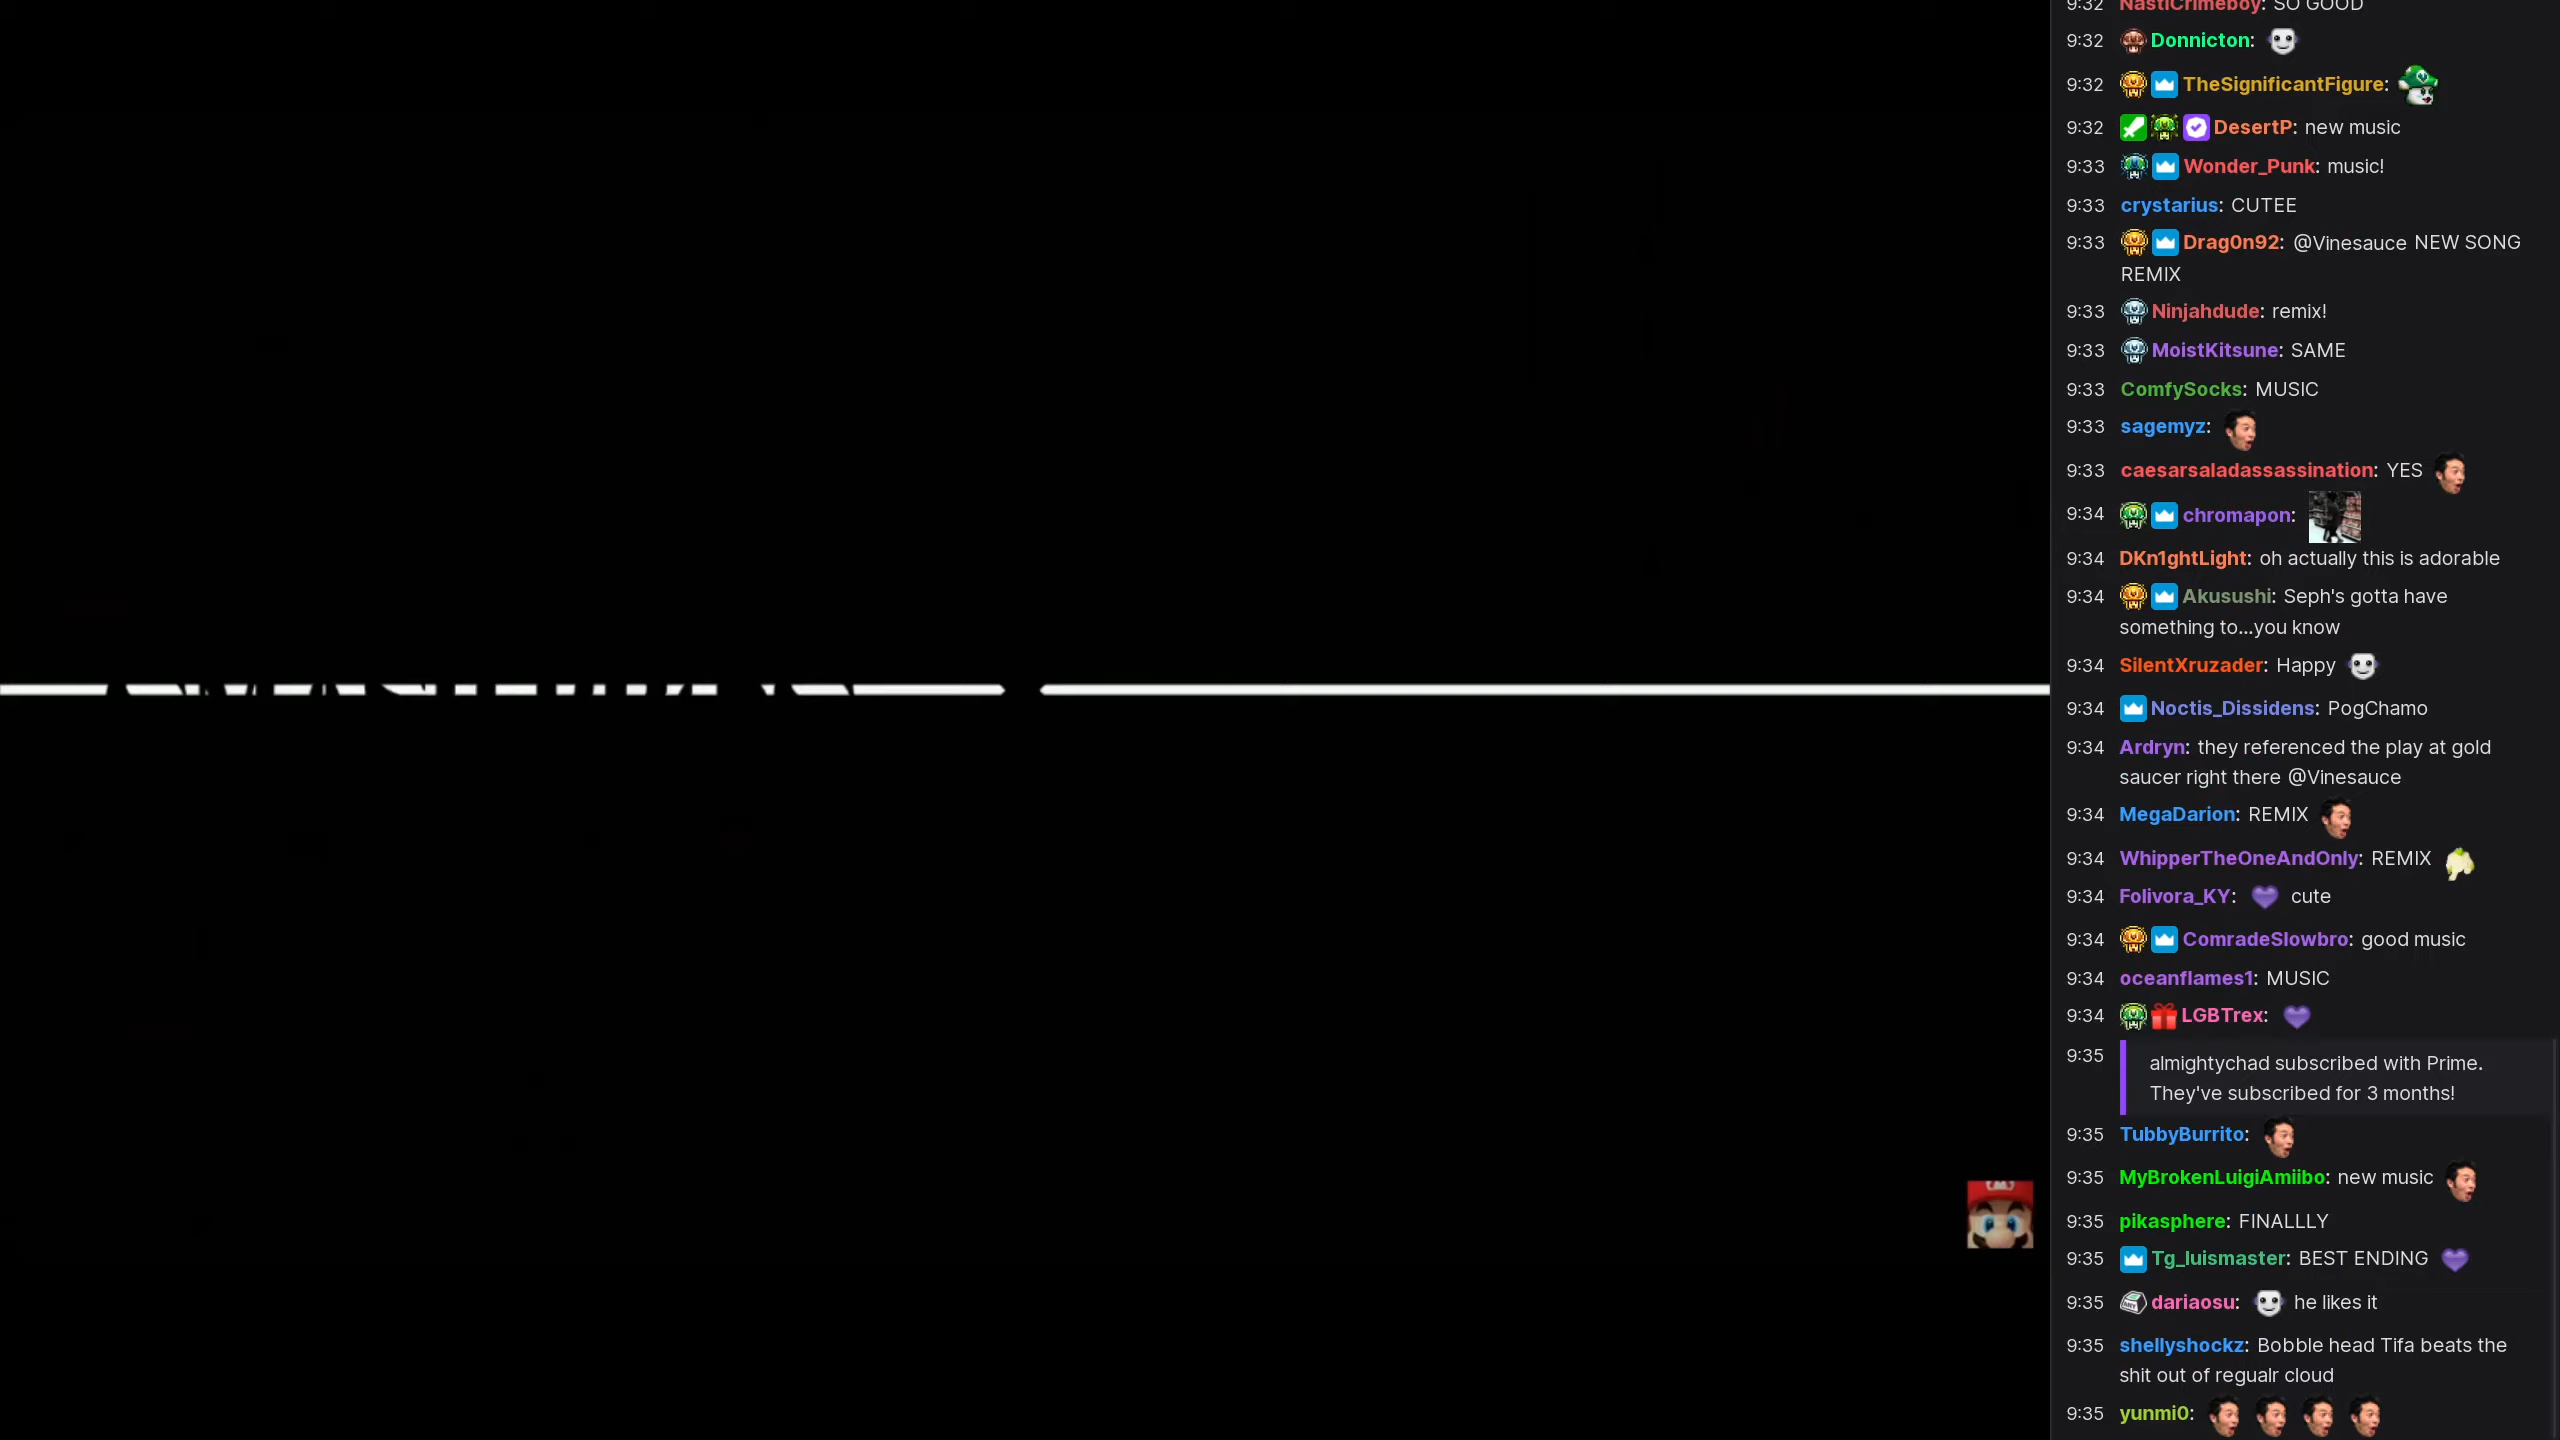 9:32 NastiCrimeboy: SO GOOD
9:32 Donnicton:
9:32 TheSignificantFigure:
9:32 DesertP: new music
9:33 Wonder_Punk: music!
9:33 crystarius: CUTEE
9:33 Drag0n92: @Vinesauce NEW SONG
REMIX
9:33 Ninjahdude: remix!
9:33 MoistKitsune: SAME
9:33 ComfySocks: MUSIC
9:33 sagemyz:
9:33 caesarsaladassassination: YES
9:34 chromapon:
9:34 DKn1ghtLight: oh actually this is adorable
9:34 Akusushi: Seph's gotta have
something to...you know
9:34 SilentXruzader: Happy
9:34 Noctis_Dissidens: PogChamo
9:34 Ardryn: they referenced the play at gold
saucer right there @Vinesauce
9:34 MegaDarion: REMIX
9:34 WhipperTheOneAndOnly: REMIX
9:34 Folivora_KY: cute
9:34 ComradeSlowbro: good music
9:34 oceanflames1: MUSIC
9:34 LGBTrex:
9:35 almightychad subscribed with Prime.
They've subscribed for 3 months!
9:35 TubbyBurrito:
9:35 MyBrokenLuigiAmiibo: new music
9:35 pikasphere: FINALLLY
9:35 Tg_luismaster: BEST ENDING
9:35 dariaosu: he likes it
9:35 shellyshockz: Bobble head Tifa beats the
shit out of regualr cloud
9:35 yunmi0: